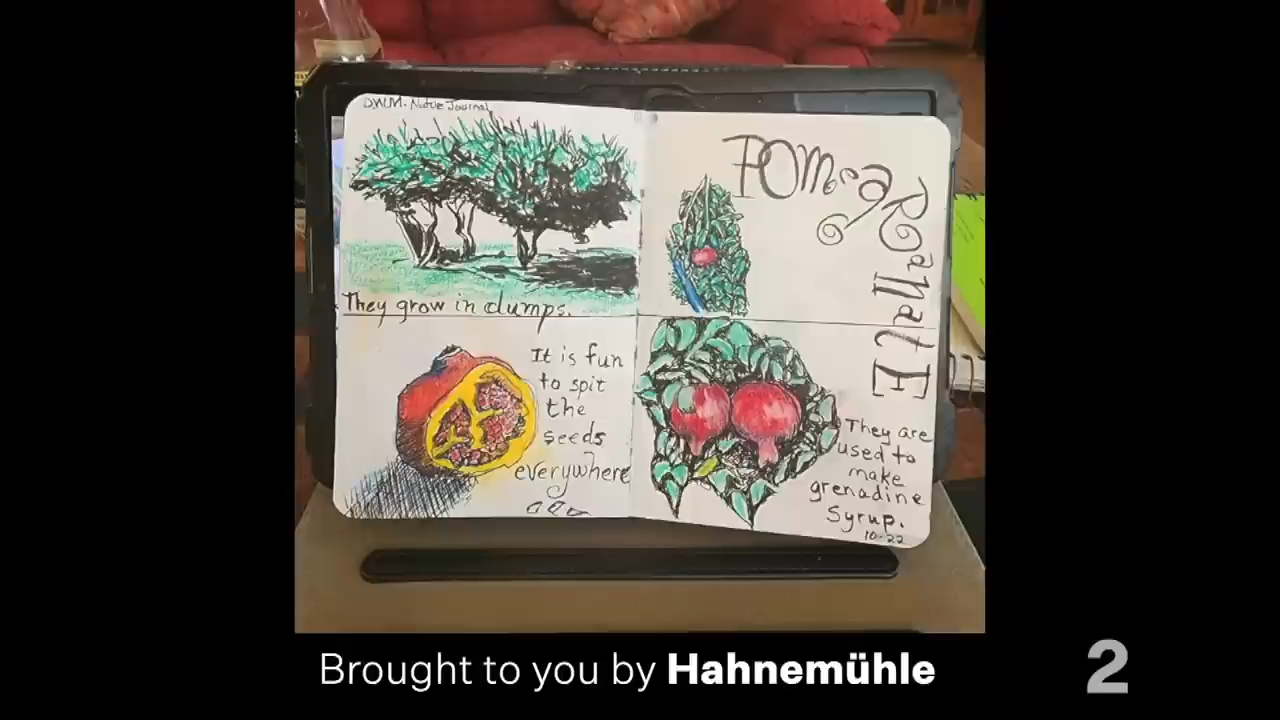 DWM. Nature Journal
They grow in clumps.
It is fun
to spit
the
seeds
everywhere
POMegRanatE
They are
used to
make
grenadine
Syrup.
10-22
Brought to you by Hahnemühle
2